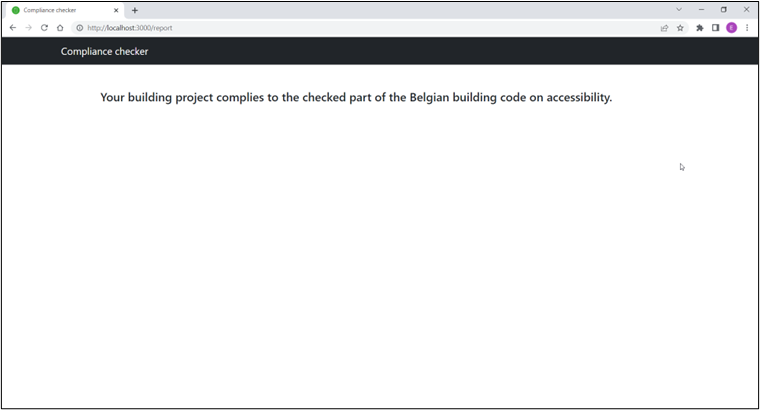 Compliance checker
http://localhost:3000/report
E
Compliance checker
Your building project complies to the checked part of the Belgian building code on accessibility.